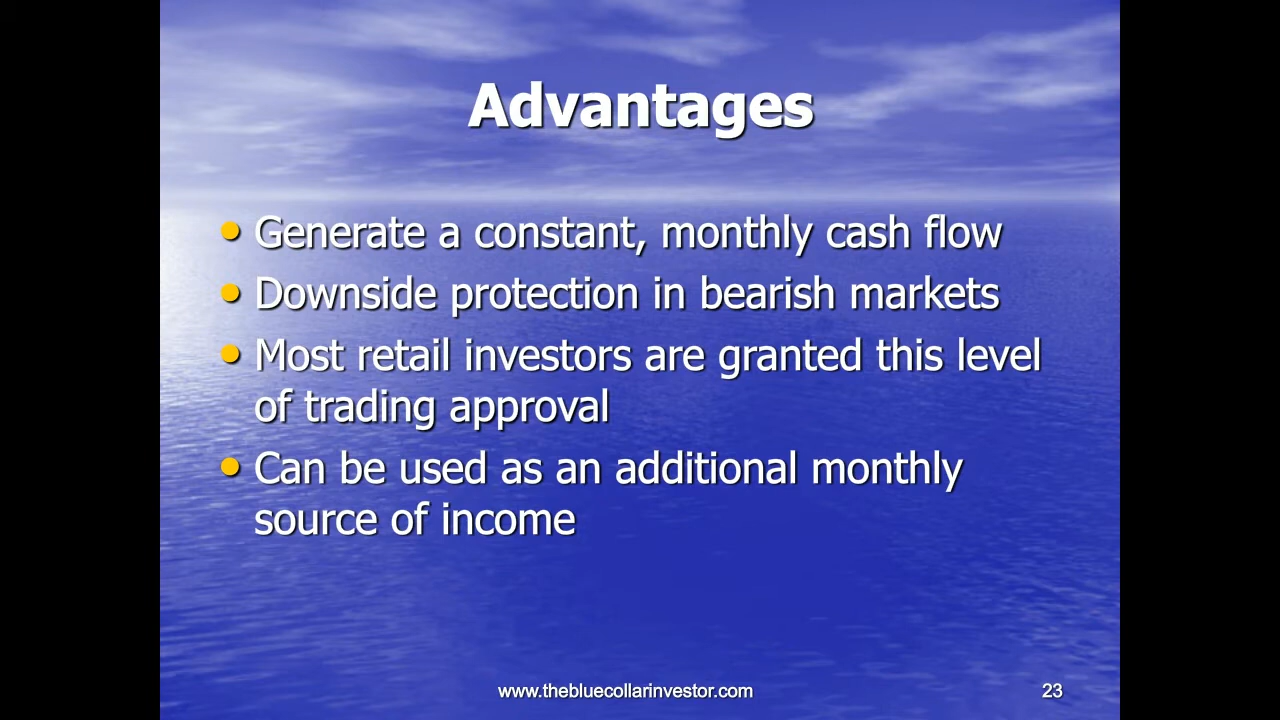 Advantages
• Generate a constant, monthly cash flow
• Downside protection in bearish markets
• Most retail investors are granted this level
of trading approval
• Can be used as an additional monthly
source of income
www.thebluecollarinvestor.com
23